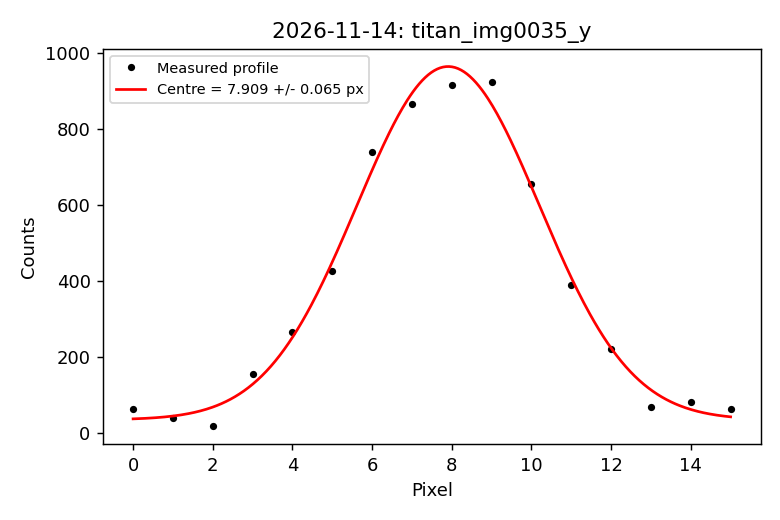 2026-11-14: titan_img0035_y
Measured profile
Centre = 7.909 +/- 0.065 px
1000
800
600
400
200
0
Counts
0 2 4 6 8 10 12 14
Pixel